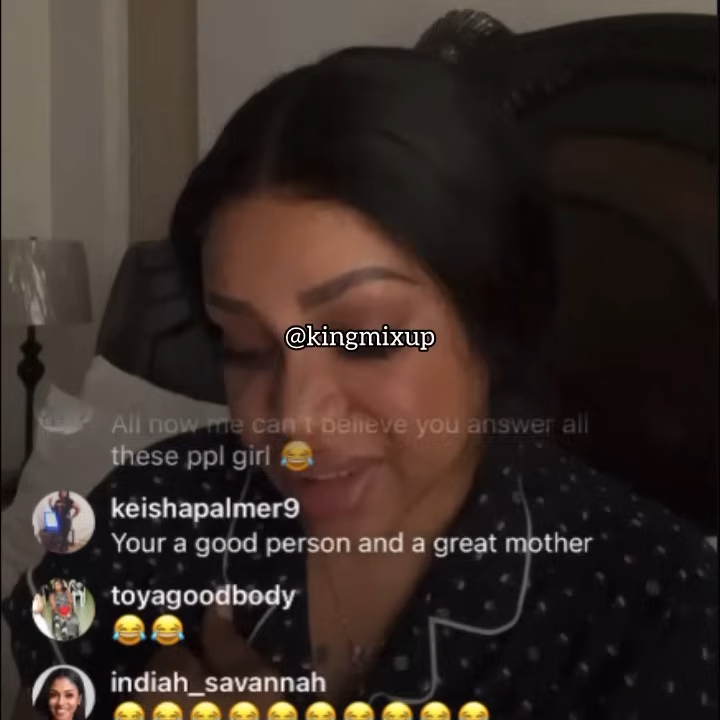 @kingmixup
All now me can't believe you answer all
these ppl girl 😂
keishapalmer9
Your a good person and a great mother
toyagoodbody
😂😂
indiah_savannah
😂😂😂😂😂😂😂😂😂😂